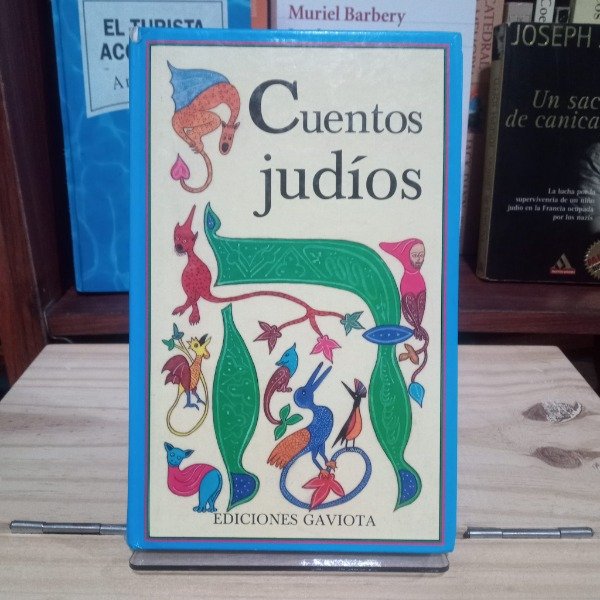 EL TURISTA
Muriel Barbery
CATEDRAL
JOSEPH
Un sac
de canica
La lucha por la
supervivencia de un niño
judío en la Francia ocupada
por los nazis
Cuentos
judíos
ה
EDICIONES GAVIOTA